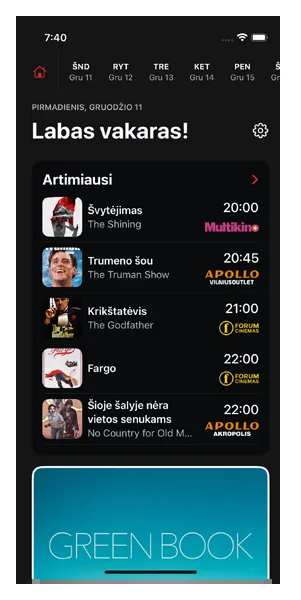 7:40
ŠND RYT TRE KET PEN Š
Gru 11 Gru 12 Gru 13 Gru 14 Gru 15 G
PIRMADIENIS, GRUODŽIO 11
Labas vakaras!
Artimiausi
Švytėjimas
The Shining
20:00
Multikino
Trumeno šou
The Truman Show
20:45
APOLLO
VILNIUSOUTLET
Krikštatėvis
The Godfather
21:00
FORUM
CINEMAS
Fargo
22:00
FORUM
CINEMAS
Šioje šalyje nėra
vietos senukams
No Country for Old M...
22:00
APOLLO
AKROPOLIS
GREEN BOOK